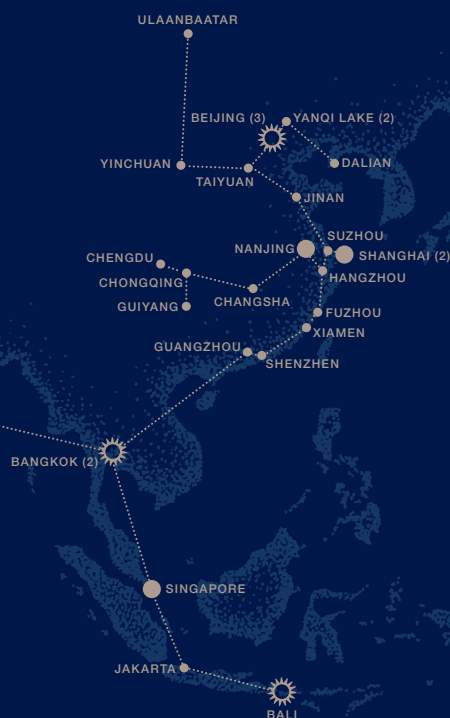 ULAANBAATAR
BEIJING (3)
YANQI LAKE (2)
YINCHUAN
TAIYUAN
DALIAN
JINAN
SUZHOU
NANJING
SHANGHAI (2)
CHENGDU
HANGZHOU
CHONGQING
CHANGSHA
GUIYANG
FUZHOU
XIAMEN
GUANGZHOU
SHENZHEN
BANGKOK (2)
SINGAPORE
JAKARTA
BALI